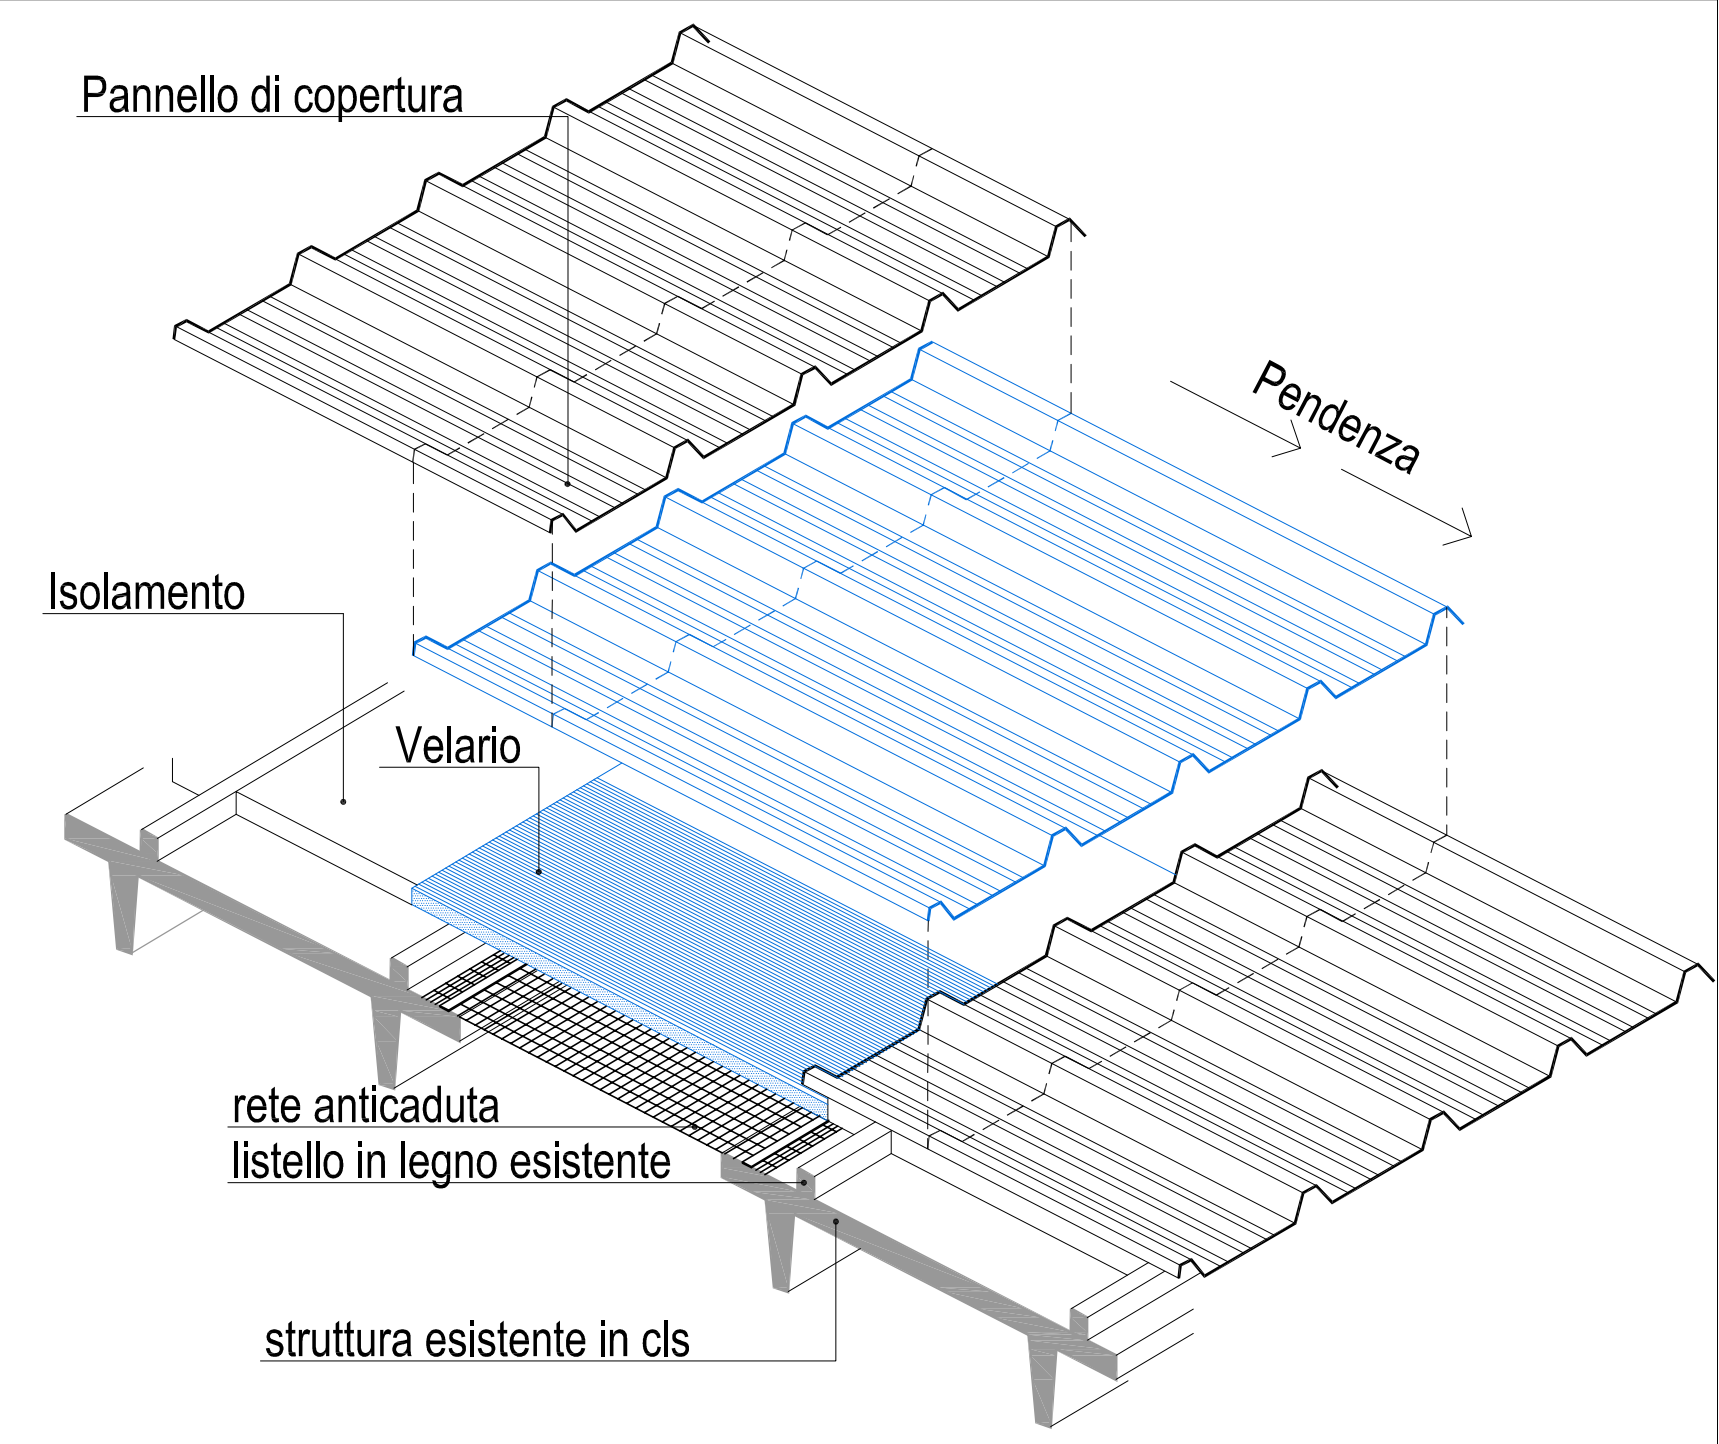 Pannello di copertura
Pendenza
Isolamento
Velario
rete anticaduta
listello in legno esistente
struttura esistente in cls